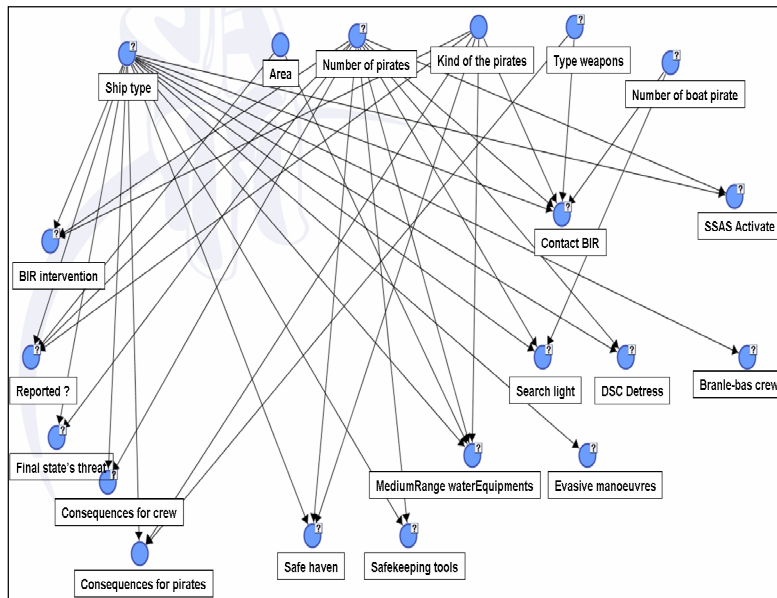 Ship type
Area
Number of pirates
Kind of the pirates
Type weapons
Number of boat pirate
SSAS Activate
Contact BIR
BIR intervention
Reported ?
Search light
DSC Detress
Branle-bas crew
Final state's threat
MediumRange waterEquipments
Evasive manoeuvres
Consequences for crew
Safe haven
Safekeeping tools
Consequences for pirates